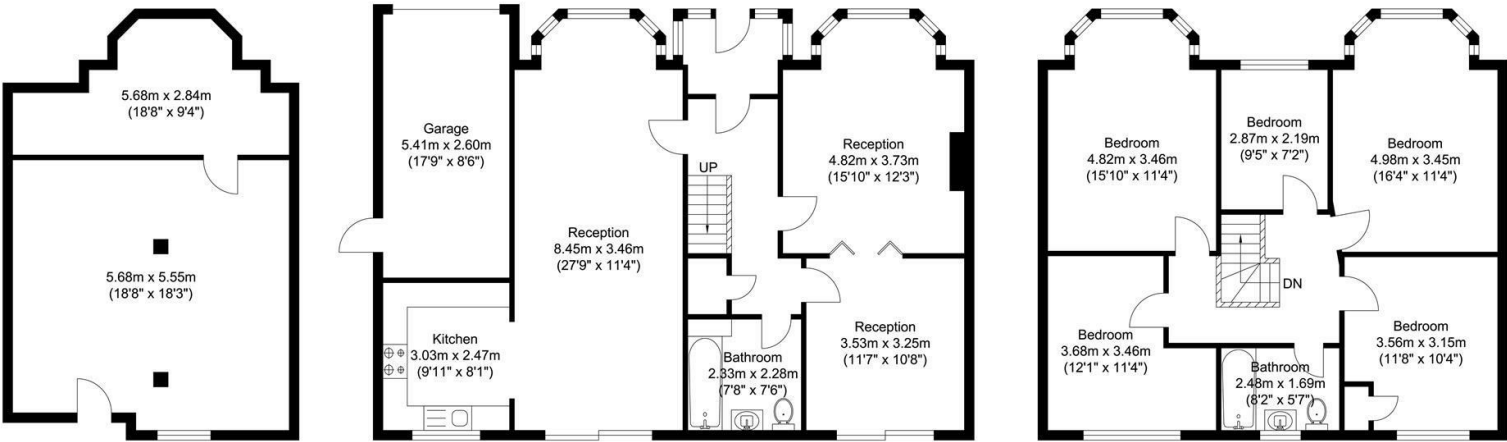 5.68m x 2.84m
(18'8" x 9'4")
5.68m x 5.55m
(18'8" x 18'3")
Garage
5.41m x 2.60m
(17'9" x 8'6")
Reception
8.45m x 3.46m
(27'9" x 11'4")
Kitchen
3.03m x 2.47m
(9'11" x 8'1")
UP
Reception
4.82m x 3.73m
(15'10" x 12'3")
Reception
3.53m x 3.25m
(11'7" x 10'8")
Bathroom
2.33m x 2.28m
(7'8" x 7'6")
Bedroom
4.82m x 3.46m
(15'10" x 11'4")
Bedroom
2.87m x 2.19m
(9'5" x 7'2")
Bedroom
4.98m x 3.45m
(16'4" x 11'4")
DN
Bedroom
3.68m x 3.46m
(12'1" x 11'4")
Bathroom
2.48m x 1.69m
(8'2" x 5'7")
Bedroom
3.56m x 3.15m
(11'8" x 10'4")